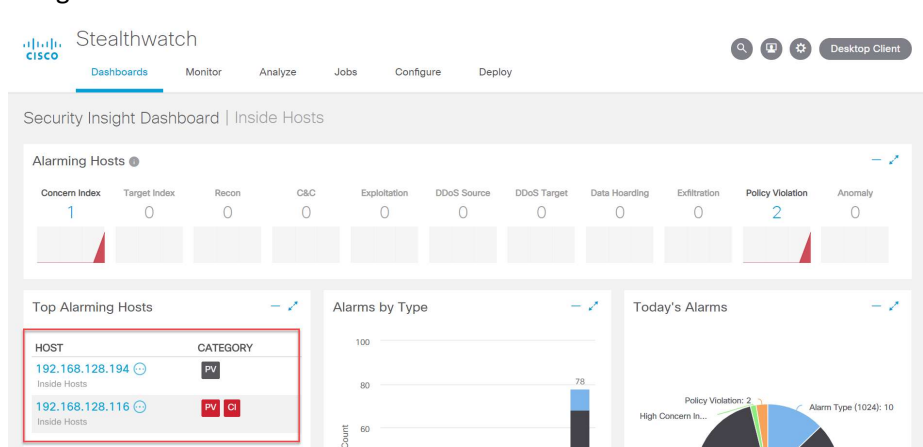 Stealthwatch
CISCO
Desktop Client
Dashboards Monitor Analyze Jobs Configure Deploy
Security Insight Dashboard | Inside Hosts
Alarming Hosts
Concern Index Target Index Recon C&C Exploitation DDoS Source DDoS Target Data Hoarding Exfiltration Policy Violation Anomaly
1 0 0 0 0 0 0 0 0 2 0
Top Alarming Hosts
HOST CATEGORY
192.168.128.194 PV
Inside Hosts
192.168.128.116 PV CI
Inside Hosts
Alarms by Type
100
80
78
60
Count
Today's Alarms
Policy Violation: 2
High Concern In...
Alarm Type (1024): 10